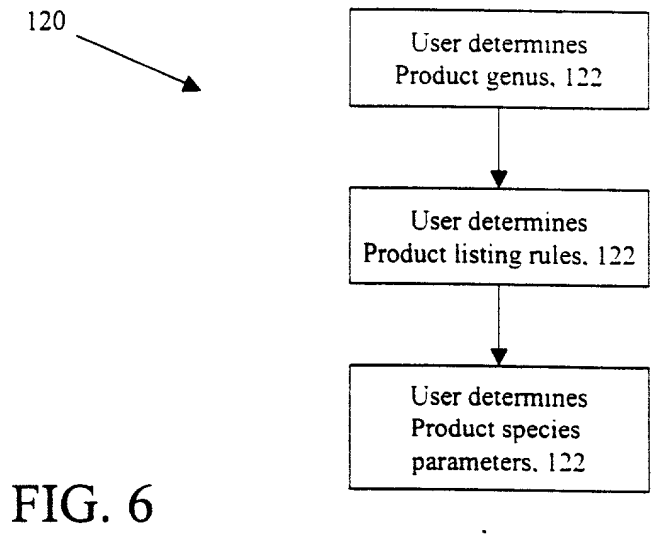 120
User determines
Product genus, 122
User determines
Product listing rules, 122
User determines
Product species
parameters, 122
FIG. 6